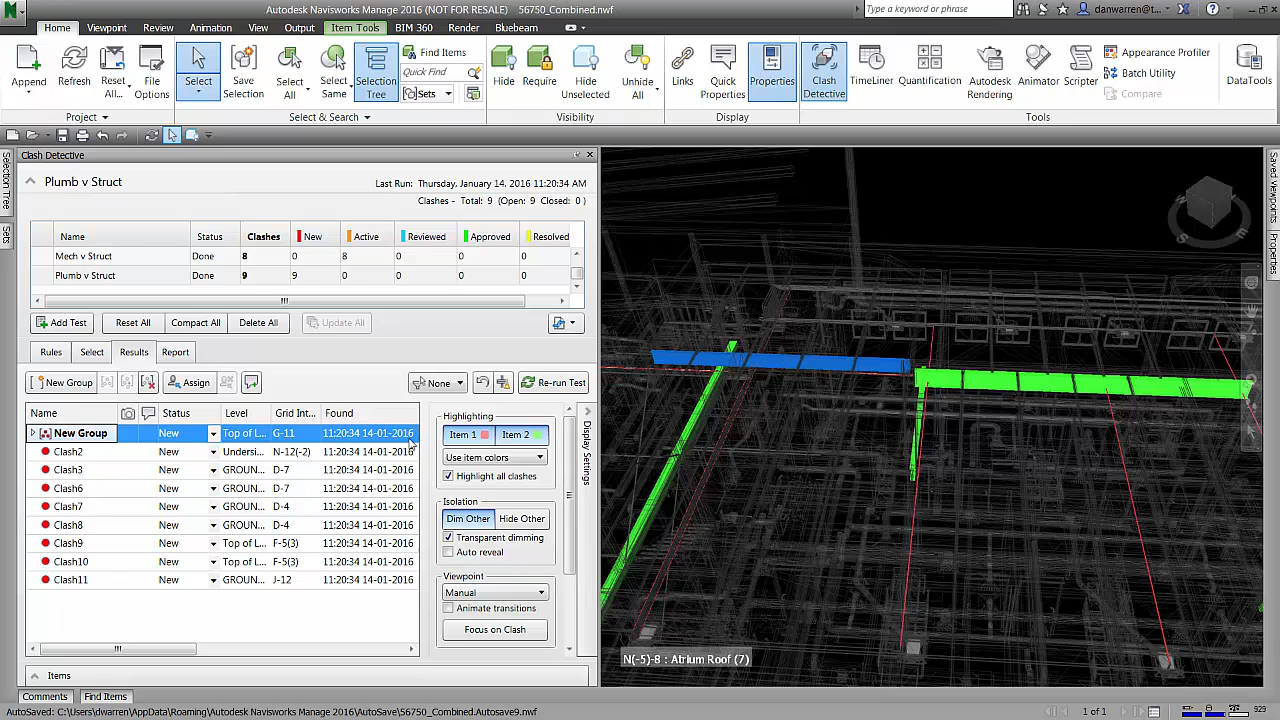 N
Autodesk Navisworks Manage 2016 (NOT FOR RESALE) 56750_Combined.nwf
Type a keyword or phrase
danwarren@t...
Home Viewpoint Review Animation View Output Item Tools BIM 360 Render Bluebeam
Append Refresh Reset All... File Options
Project
Select Save Selection Select All Select Same Selection Tree
Find Items
Quick Find
Sets
Select & Search
Hide Require Hide Unselected Unhide All
Visibility
Links Quick Properties Properties
Display
Clash Detective TimeLiner Quantification Autodesk Rendering Animator Scripter
Appearance Profiler
Batch Utility
Compare
DataTools
Tools
Selection Tree
Sets
Clash Detective
Plumb v Struct
Last Run: Thursday, January 14, 2016 11:20:34 AM
Clashes - Total: 9 (Open: 9 Closed: 0 )
Name Status Clashes New Active Reviewed Approved Resolved
Mech v Struct Done 8 0 8 0 0 0
Plumb v Struct Done 9 9 0 0 0 0
Add Test Reset All Compact All Delete All Update All
Rules Select Results Report
New Group Assign None Re-run Test
Name Status Level Grid Int... Found
New Group New Top of L... G-11 11:20:34 14-01-2016
Clash2 New Undersi... N-12(-2) 11:20:34 14-01-2016
Clash3 New GROUN... D-7 11:20:34 14-01-2016
Clash6 New GROUN... D-7 11:20:34 14-01-2016
Clash7 New GROUN... D-4 11:20:34 14-01-2016
Clash8 New GROUN... D-4 11:20:34 14-01-2016
Clash9 New Top of L... F-5(3) 11:20:34 14-01-2016
Clash10 New Top of L... F-5(3) 11:20:34 14-01-2016
Clash11 New GROUN... J-12 11:20:34 14-01-2016
Highlighting
Item 1 Item 2
Use item colors
Highlight all clashes
Isolation
Dim Other Hide Other
Transparent dimming
Auto reveal
Viewpoint
Manual
Animate transitions
Focus on Clash
Display Settings
Items
Comments Find Items
N(-5)-8 : Atrium Roof (7)
S E
Saved Viewpoints
Properties
AutoSaved: C:\Users\dwarren\AppData\Roaming\Autodesk Navisworks Manage 2016\AutoSave\56750_Combined.Autosave9.nwf
1 of 1
929